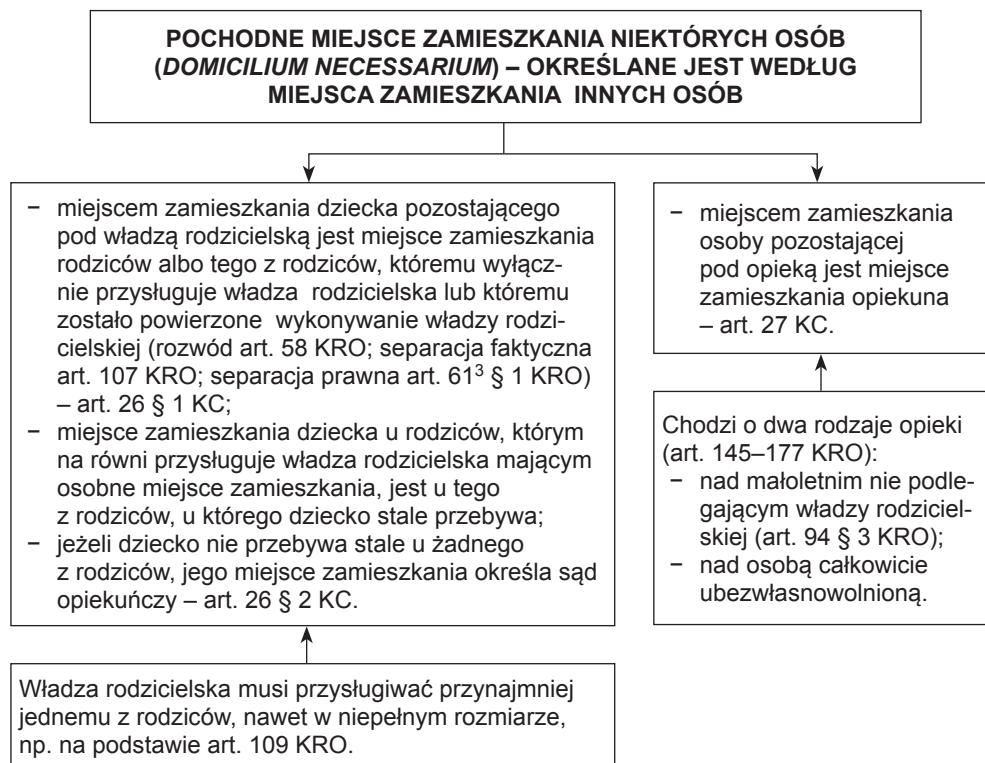 POCHODNE MIEJSCE ZAMIESZKANIA NIEKTÓRYCH OSÓB
(DOMICILIUM NECESSARIUM) – OKREŚLANE JEST WEDŁUG
MIEJSCA ZAMIESZKANIA INNYCH OSÓB
− miejscem zamieszkania dziecka pozostającego
pod władzą rodzicielską jest miejsce zamieszkania
rodziców albo tego z rodziców, któremu wyłącz-
nie przysługuje władza rodzicielska lub któremu
zostało powierzone wykonywanie władzy rodzi-
cielskiej (rozwód art. 58 KRO; separacja faktyczna
art. 107 KRO; separacja prawna art. 61³ § 1 KRO)
– art. 26 § 1 KC;
− miejsce zamieszkania dziecka u rodziców, którym
na równi przysługuje władza rodzicielska mającym
osobne miejsce zamieszkania, jest u tego
z rodziców, u którego dziecko stale przebywa;
− jeżeli dziecko nie przebywa stale u żadnego
z rodziców, jego miejsce zamieszkania określa sąd
opiekuńczy – art. 26 § 2 KC.
Władza rodzicielska musi przysługiwać przynajmniej
jednemu z rodziców, nawet w niepełnym rozmiarze,
np. na podstawie art. 109 KRO.
− miejscem zamieszkania
osoby pozostającej
pod opieką jest miejsce
zamieszkania opiekuna
– art. 27 KC.
Chodzi o dwa rodzaje opieki
(art. 145–177 KRO):
− nad małoletnim nie podle-
gającym władzy rodziciel-
skiej (art. 94 § 3 KRO);
− nad osobą całkowicie
ubezwłasnowolnioną.